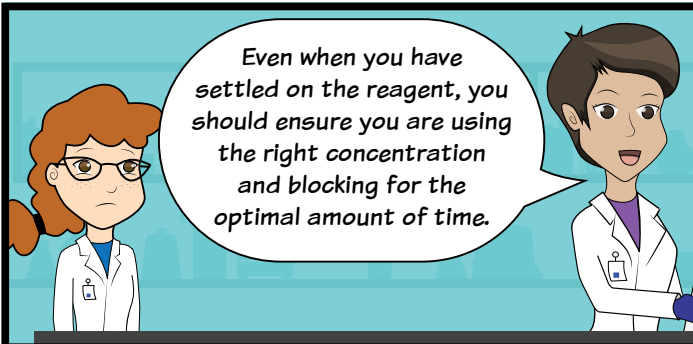 Even when you have
settled on the reagent, you
should ensure you are using
the right concentration
and blocking for the
optimal amount of time.